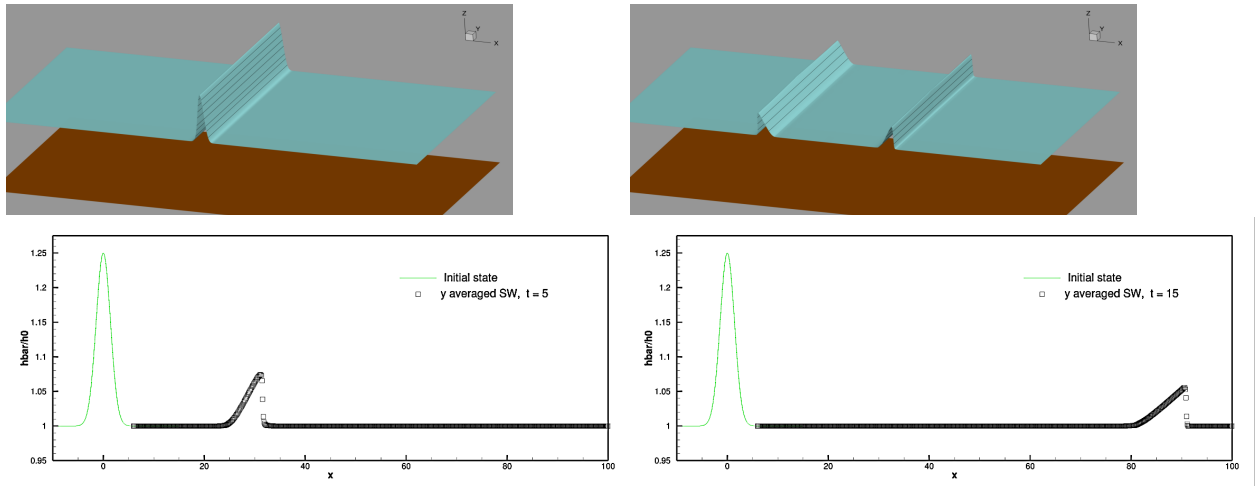 Z
Y
X
Z
Y
X
1.25
1.2
1.15
1.1
1.05
1
0.95
hbar/h0
0
20
40
60
80
100
x
Initial state
y averaged SW, t = 5
1.25
1.2
1.15
1.1
1.05
1
0.95
hbar/h0
0
20
40
60
80
100
x
Initial state
y averaged SW, t = 15